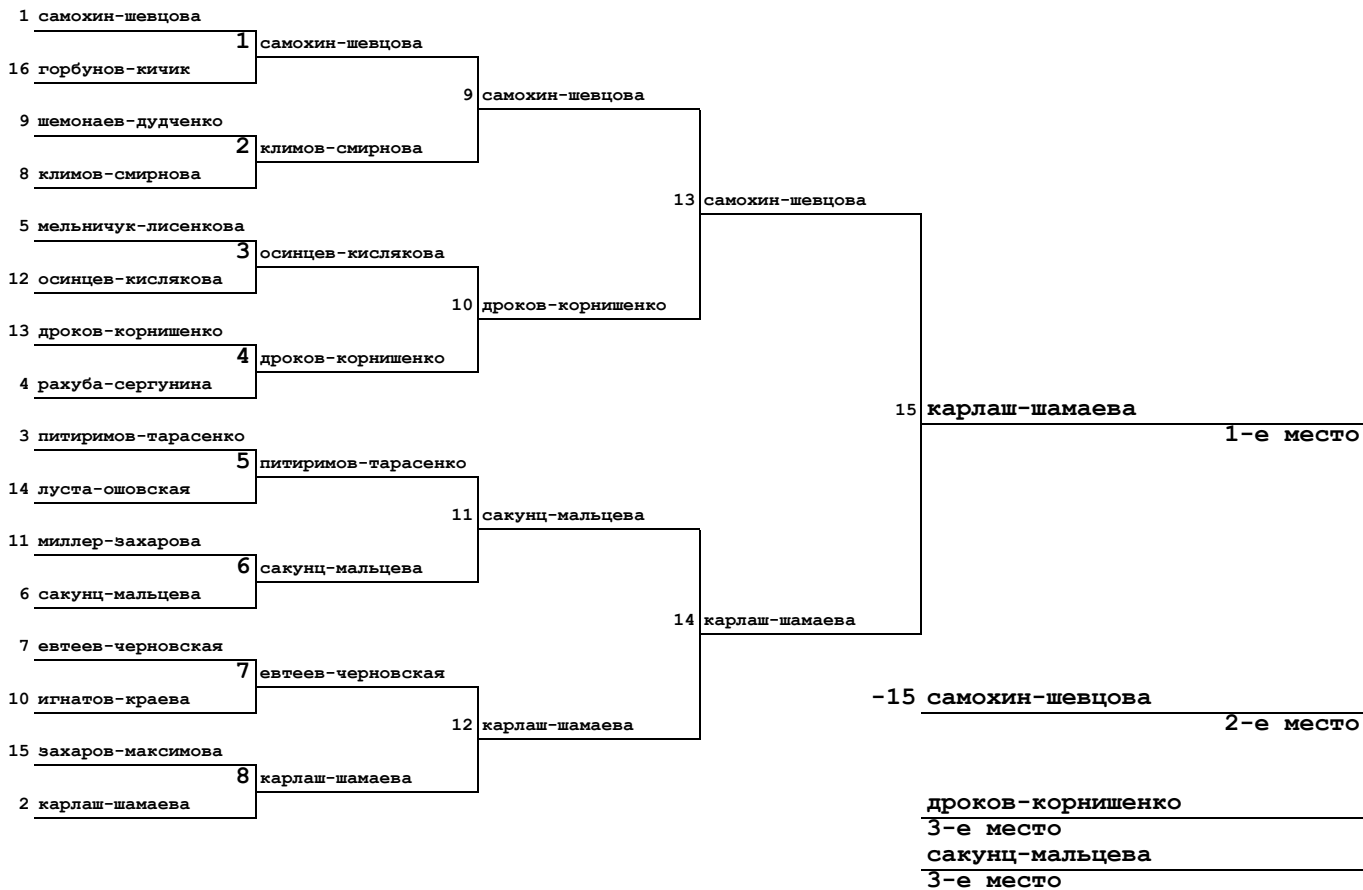 1 самохин-шевцова
1 самохин-шевцова
16 горбунов-кичик
9 самохин-шевцова
9 шемонаев-дудченко
2 климов-смирнова
8 климов-смирнова
13 самохин-шевцова
5 мельничук-лисенкова
3 осинцев-кислякова
12 осинцев-кислякова
10 дроков-корнишенко
13 дроков-корнишенко
4 дроков-корнишенко
4 рахуба-сергунина
15 карлаш-шамаева
1-е место
3 питиримов-тарасенко
5 питиримов-тарасенко
14 луста-ошовская
11 сакунц-мальцева
11 миллер-захарова
6 сакунц-мальцева
6 сакунц-мальцева
14 карлаш-шамаева
7 евтеев-черновская
7 евтеев-черновская
10 игнатов-краева
-15 самохин-шевцова
2-е место
12 карлаш-шамаева
15 захаров-максимова
8 карлаш-шамаева
2 карлаш-шамаева
дроков-корнишенко
3-е место
сакунц-мальцева
3-е место